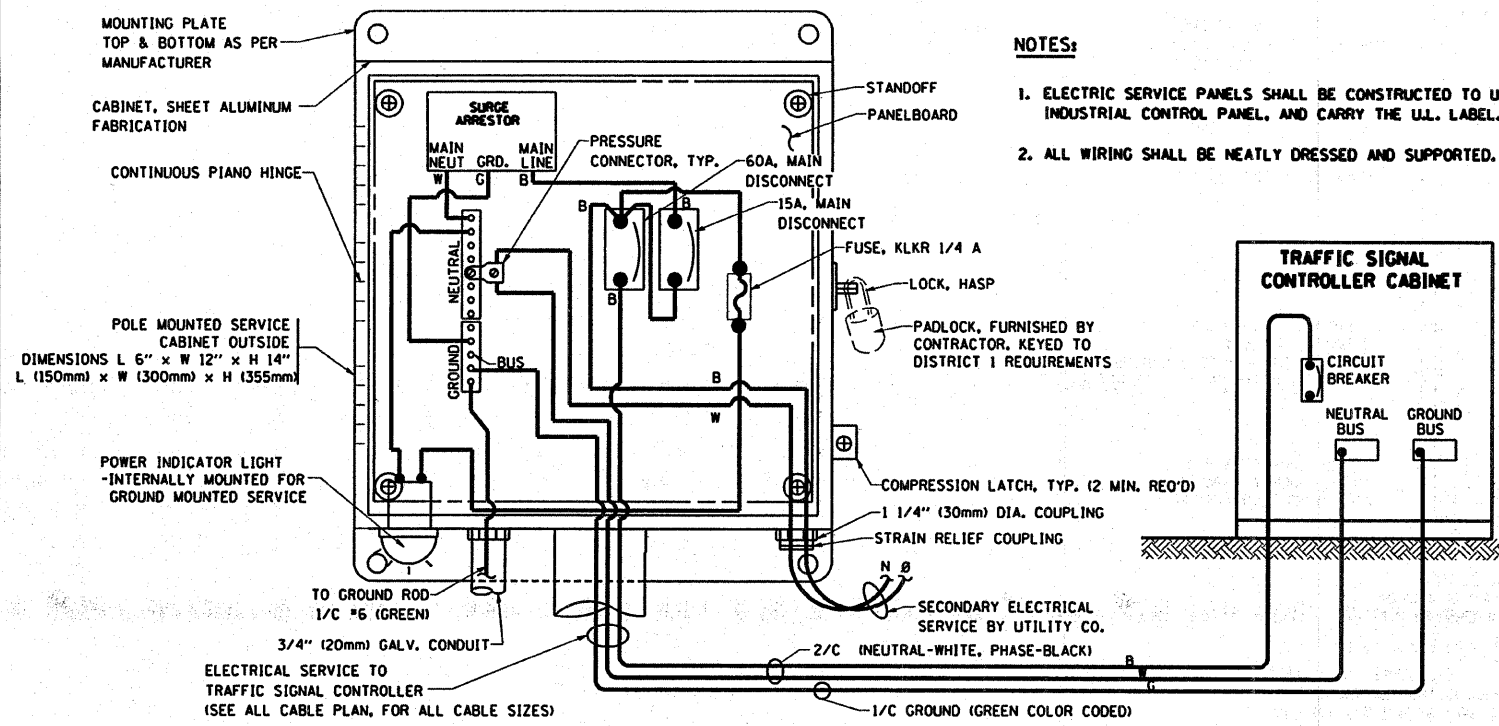 MOUNTING PLATE
TOP & BOTTOM AS PER
MANUFACTURER
CABINET, SHEET ALUMINUM
FABRICATION
CONTINUOUS PIANO HINGE
POLE MOUNTED SERVICE
CABINET OUTSIDE
DIMENSIONS L 6" x W 12" x H 14"
L (150mm) x W (300mm) x H (355mm)
POWER INDICATOR LIGHT
-INTERNALLY MOUNTED FOR
GROUND MOUNTED SERVICE
SURGE
ARRESTOR
MAIN
NEUT
GRD.
MAIN
LINE
W
G
B
PRESSURE
CONNECTOR, TYP.
60A, MAIN
DISCONNECT
15A, MAIN
DISCONNECT
B
B
B
NEUTRAL
GROUND
BUS
B
W
STANDOFF
PANELBOARD
FUSE, KLKR 1/4 A
LOCK, HASP
PADLOCK, FURNISHED BY
CONTRACTOR, KEYED TO
DISTRICT 1 REQUIREMENTS
COMPRESSION LATCH, TYP. (2 MIN. REQ'D)
1 1/4" (30mm) DIA. COUPLING
STRAIN RELIEF COUPLING
N Ø
SECONDARY ELECTRICAL
SERVICE BY UTILITY CO.
TO GROUND ROD
1/C #6 (GREEN)
3/4" (20mm) GALV. CONDUIT
ELECTRICAL SERVICE TO
TRAFFIC SIGNAL CONTROLLER
(SEE ALL CABLE PLAN, FOR ALL CABLE SIZES)
2/C (NEUTRAL-WHITE, PHASE-BLACK)
B
W
G
1/C GROUND (GREEN COLOR CODED)
NOTES:
1. ELECTRIC SERVICE PANELS SHALL BE CONSTRUCTED TO U
INDUSTRIAL CONTROL PANEL, AND CARRY THE U.L. LABEL.
2. ALL WIRING SHALL BE NEATLY DRESSED AND SUPPORTED.
TRAFFIC SIGNAL
CONTROLLER CABINET
CIRCUIT
BREAKER
NEUTRAL
BUS
GROUND
BUS